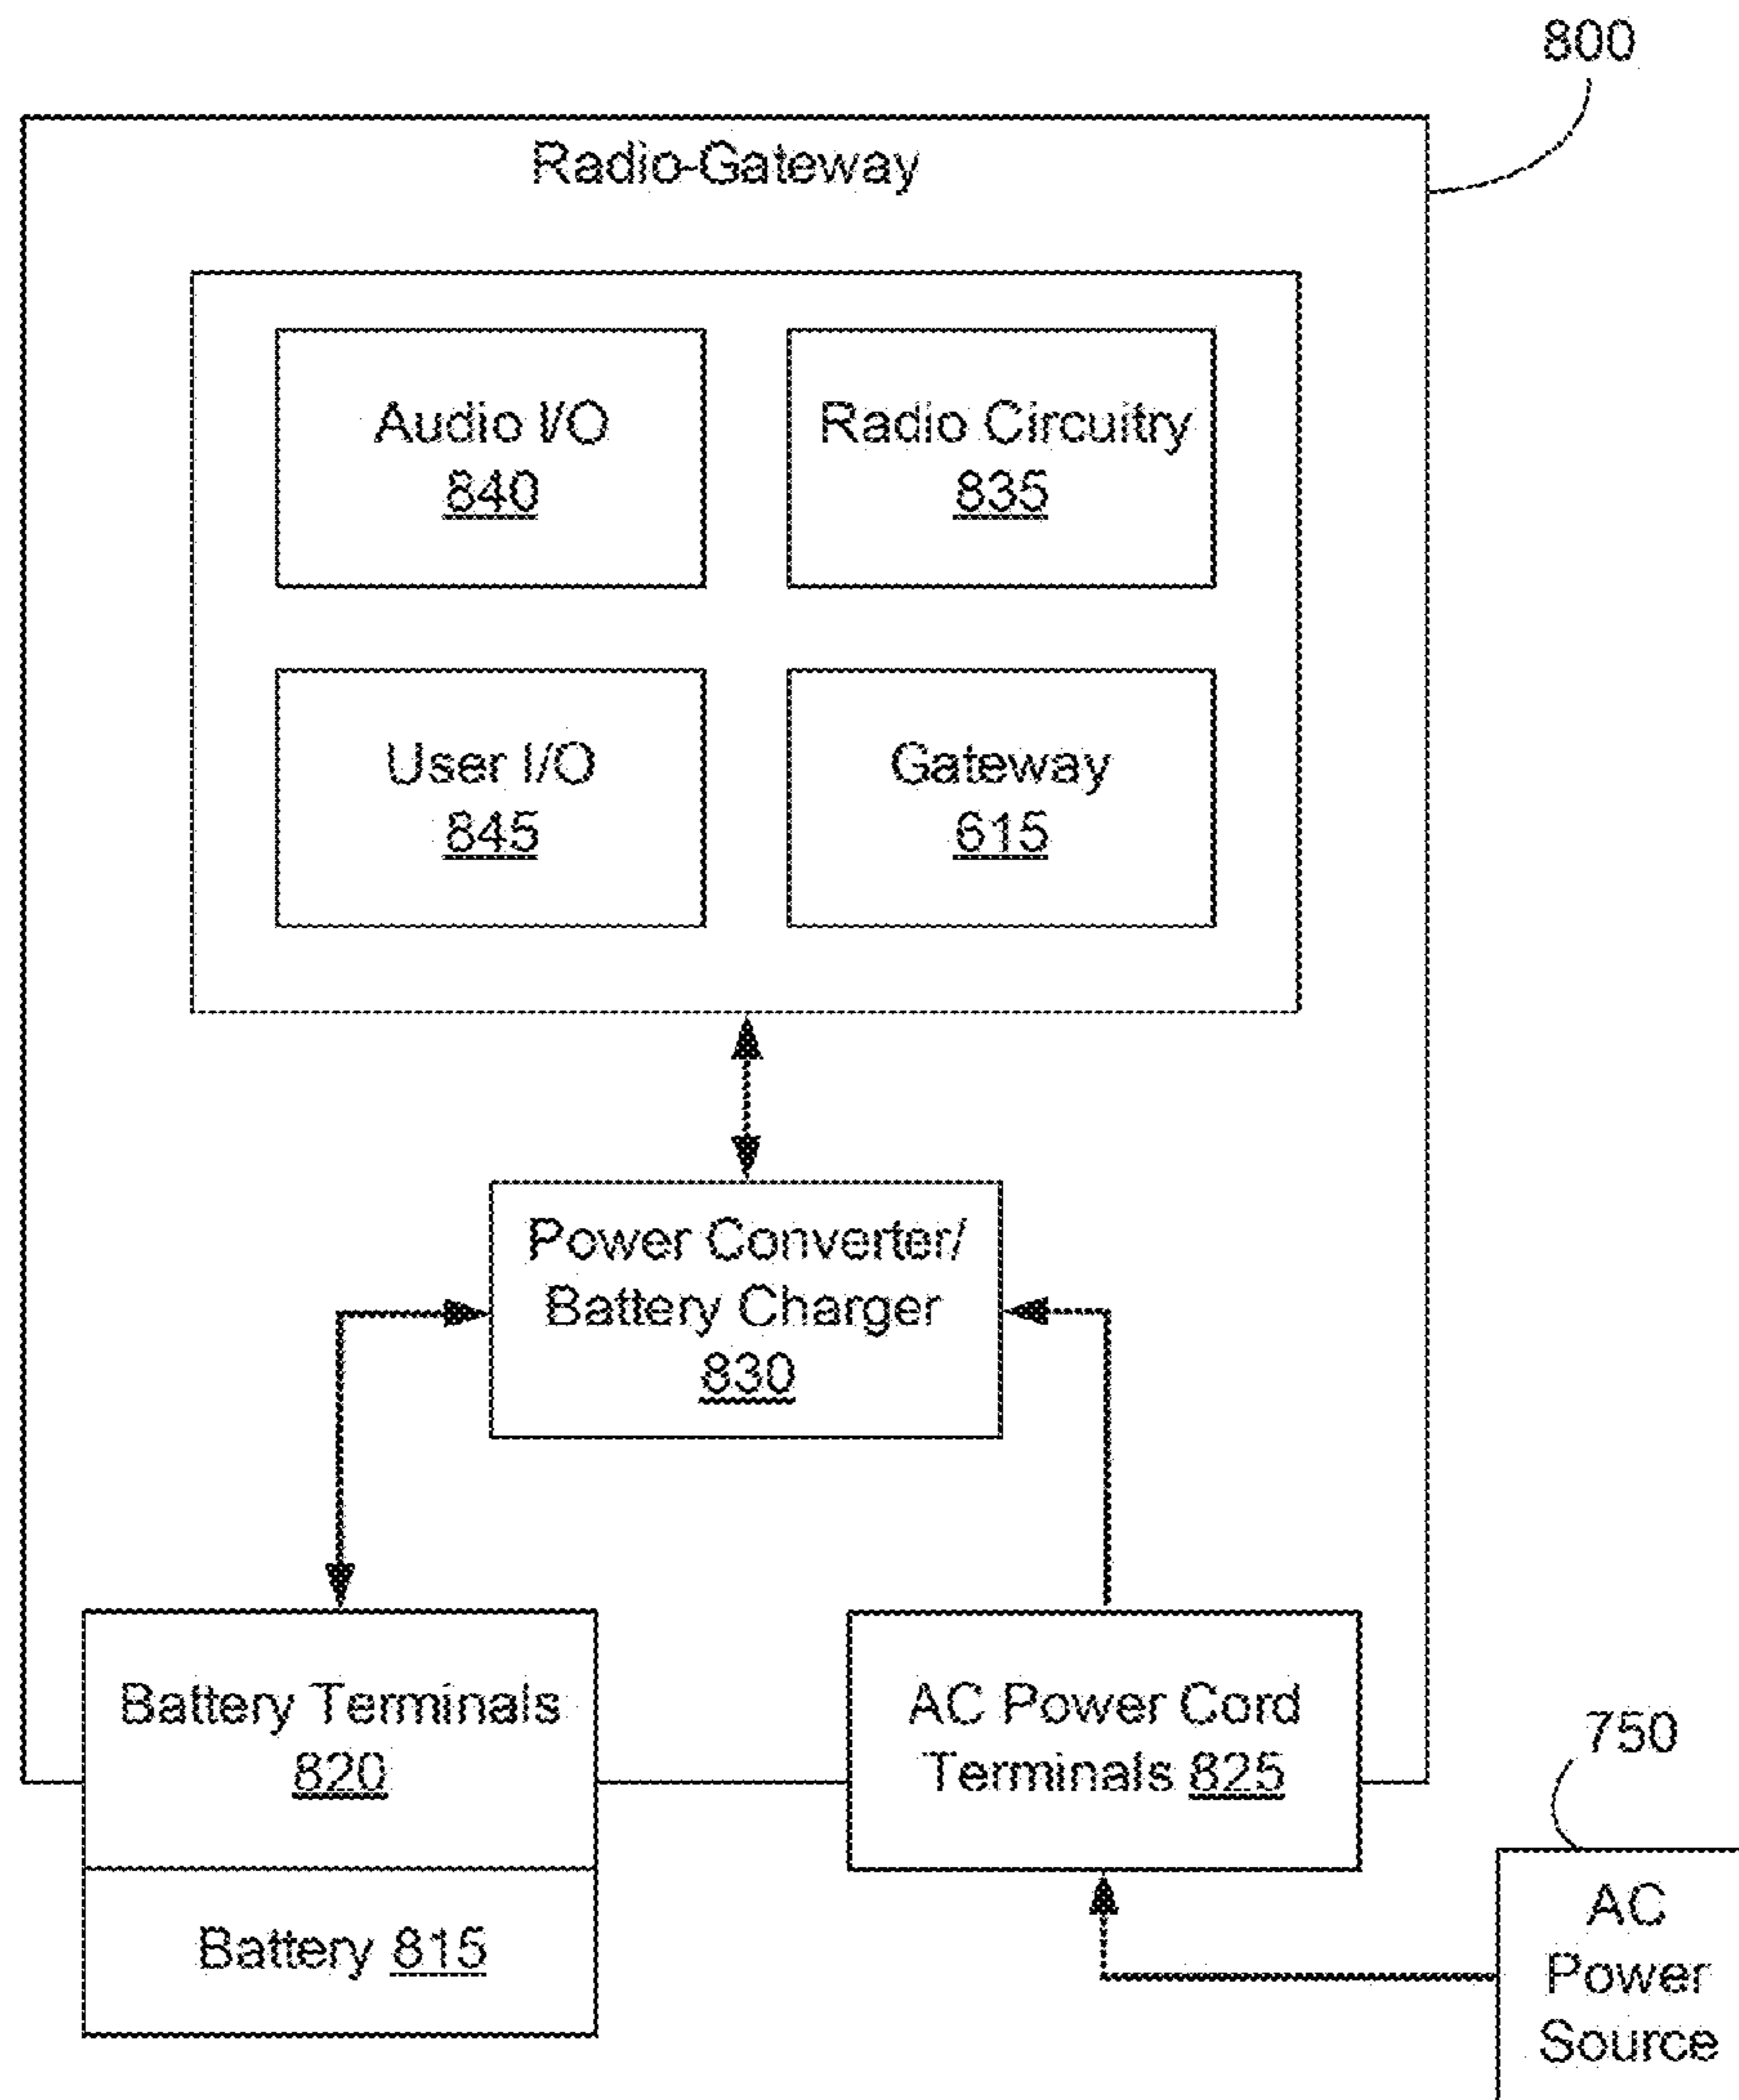 800
Radio-Gateway
Audio I/O
840
Radio Circuitry
835
User I/O
845
Gateway
615
Power Converter/
Battery Charger
830
Battery Terminals
820
AC Power Cord
Terminals 825
750
Battery 815
AC
Power
Source